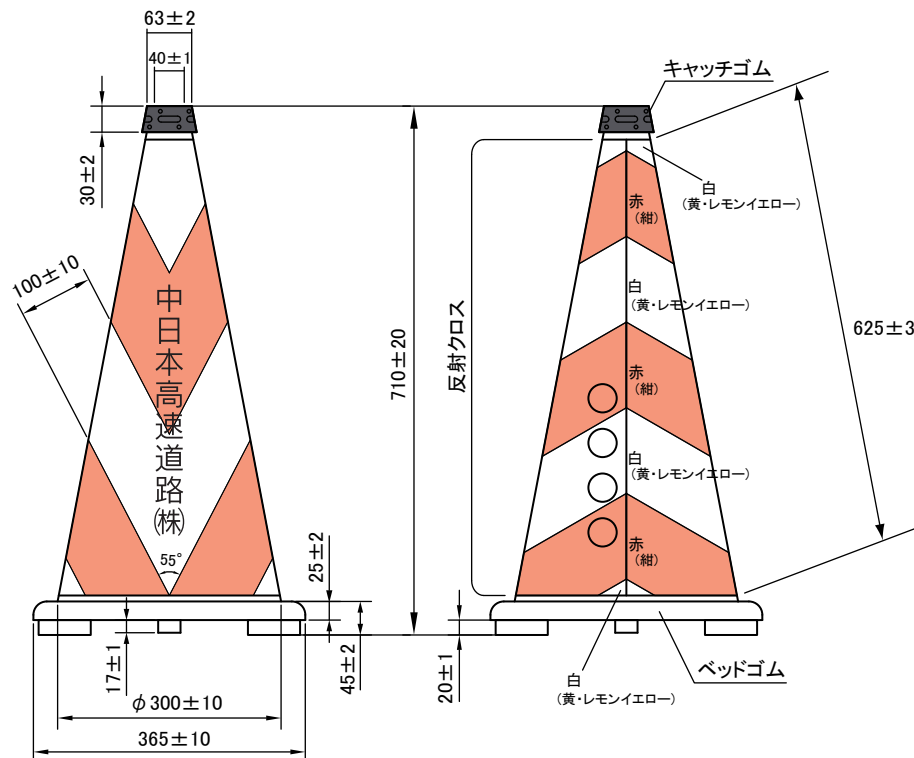 63±2
40±1
30±2
100±10
中日本高速道路(株)
55°
25±2
45±2
17±1
φ300±10
365±10
710±20
反射クロス
キャッチゴム
白
(黄・レモンイエロー)
赤
(紺)
白
(黄・レモンイエロー)
赤
(紺)
白
(黄・レモンイエロー)
赤
(紺)
625±3
20±1
白
(黄・レモンイエロー)
ベッドゴム